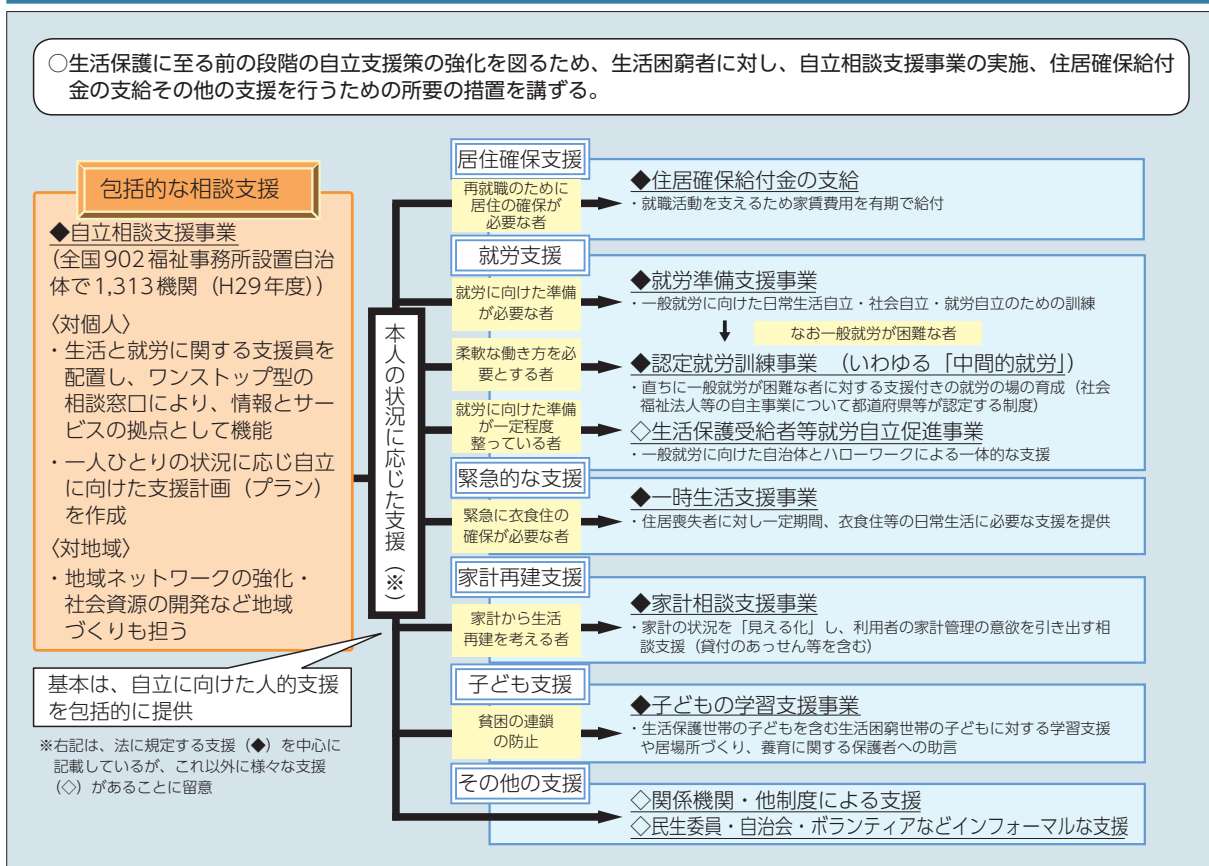 ○生活保護に至る前の段階の自立支援策の強化を図るため、生活困窮者に対し、自立相談支援事業の実施、住居確保給付
金の支給その他の支援を行うための所要の措置を講ずる。
包括的な相談支援
◆自立相談支援事業
(全国902福祉事務所設置自治
体で1,313機関（H29年度))
〈対個人〉
・生活と就労に関する支援員を
配置し、ワンストップ型の
相談窓口により、情報とサー
ビスの拠点として機能
・一人ひとりの状況に応じ自立
に向けた支援計画（プラン）
を作成
〈対地域〉
・地域ネットワークの強化・
社会資源の開発など地域
づくりも担う
基本は、自立に向けた人的支援
を包括的に提供
※右記は、法に規定する支援（◆）を中心に
記載しているが、これ以外に様々な支援
（◇）があることに留意
本人の状況に応じた支援（※）
居住確保支援
再就職のために
居住の確保が
必要な者
◆住居確保給付金の支給
・就職活動を支えるため家賃費用を有期で給付
就労支援
就労に向けた準備
が必要な者
◆就労準備支援事業
・一般就労に向けた日常生活自立・社会自立・就労自立のための訓練
なお一般就労が困難な者
柔軟な働き方を必
要とする者
◆認定就労訓練事業　（いわゆる「中間的就労」）
・直ちに一般就労が困難な者に対する支援付きの就労の場の育成（社会
福祉法人等の自主事業について都道府県等が認定する制度）
就労に向けた準備
が一定程度
整っている者
◇生活保護受給者等就労自立促進事業
・一般就労に向けた自治体とハローワークによる一体的な支援
緊急的な支援
緊急に衣食住の
確保が必要な者
◆一時生活支援事業
・住居喪失者に対し一定期間、衣食住等の日常生活に必要な支援を提供
家計再建支援
家計から生活
再建を考える者
◆家計相談支援事業
・家計の状況を「見える化」し、利用者の家計管理の意欲を引き出す相
談支援（貸付のあっせん等を含む）
子ども支援
貧困の連鎖
の防止
◆子どもの学習支援事業
・生活保護世帯の子どもを含む生活困窮世帯の子どもに対する学習支援
や居場所づくり、養育に関する保護者への助言
その他の支援
◇関係機関・他制度による支援
◇民生委員・自治会・ボランティアなどインフォーマルな支援